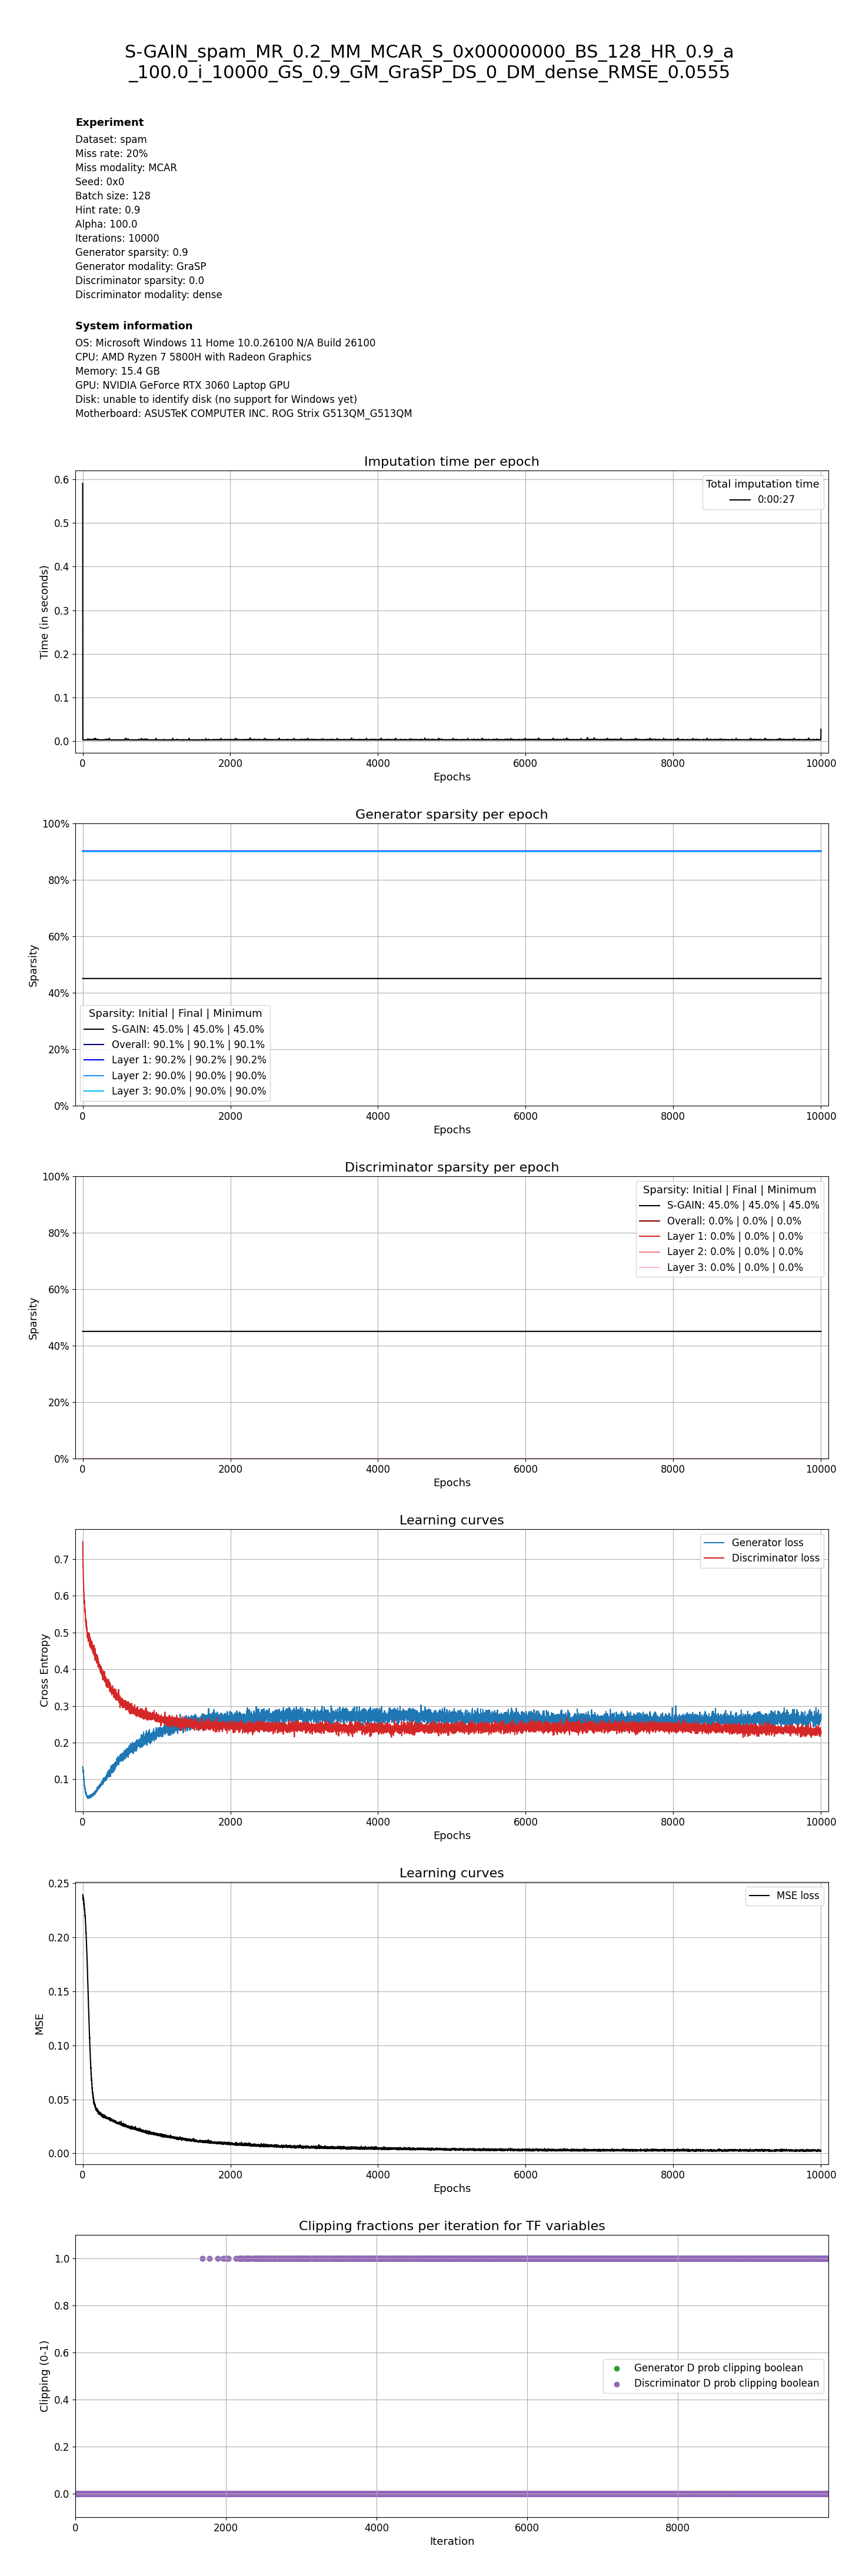 S-GAIN_spam_MR_0.2_MM_MCAR_S_0x00000000_BS_128_HR_0.9_a
_100.0_i_10000_GS_0.9_GM_GraSP_DS_0_DM_dense_RMSE_0.0555
Experiment
Dataset: spam
Miss rate: 20%
Miss modality: MCAR
Seed: 0x0
Batch size: 128
Hint rate: 0.9
Alpha: 100.0
Iterations: 10000
Generator sparsity: 0.9
Generator modality: GraSP
Discriminator sparsity: 0.0
Discriminator modality: dense
System information
OS: Microsoft Windows 11 Home 10.0.26100 N/A Build 26100
CPU: AMD Ryzen 7 5800H with Radeon Graphics
Memory: 15.4 GB
GPU: NVIDIA GeForce RTX 3060 Laptop GPU
Disk: unable to identify disk (no support for Windows yet)
Motherboard: ASUSTeK COMPUTER INC. ROG Strix G513QM_G513QM
Imputation time per epoch
Total imputation time
0:00:27
Time (in seconds)
0.6
0.5
0.4
0.3
0.2
0.1
0.0
0 2000 4000 6000 8000 10000
Epochs
Generator sparsity per epoch
Sparsity
100%
80%
60%
40%
20%
0%
Sparsity: Initial | Final | Minimum
S-GAIN: 45.0% | 45.0% | 45.0%
Overall: 90.1% | 90.1% | 90.1%
Layer 1: 90.2% | 90.2% | 90.2%
Layer 2: 90.0% | 90.0% | 90.0%
Layer 3: 90.0% | 90.0% | 90.0%
0 2000 4000 6000 8000 10000
Epochs
Discriminator sparsity per epoch
Sparsity
100%
80%
60%
40%
20%
0%
Sparsity: Initial | Final | Minimum
S-GAIN: 45.0% | 45.0% | 45.0%
Overall: 0.0% | 0.0% | 0.0%
Layer 1: 0.0% | 0.0% | 0.0%
Layer 2: 0.0% | 0.0% | 0.0%
Layer 3: 0.0% | 0.0% | 0.0%
0 2000 4000 6000 8000 10000
Epochs
Learning curves
Generator loss
Discriminator loss
Cross Entropy
0.7
0.6
0.5
0.4
0.3
0.2
0.1
0 2000 4000 6000 8000 10000
Epochs
Learning curves
MSE loss
MSE
0.25
0.20
0.15
0.10
0.05
0.00
0 2000 4000 6000 8000 10000
Epochs
Clipping fractions per iteration for TF variables
Clipping (0-1)
1.0
0.8
0.6
0.4
0.2
0.0
Generator D prob clipping boolean
Discriminator D prob clipping boolean
0 2000 4000 6000 8000
Iteration